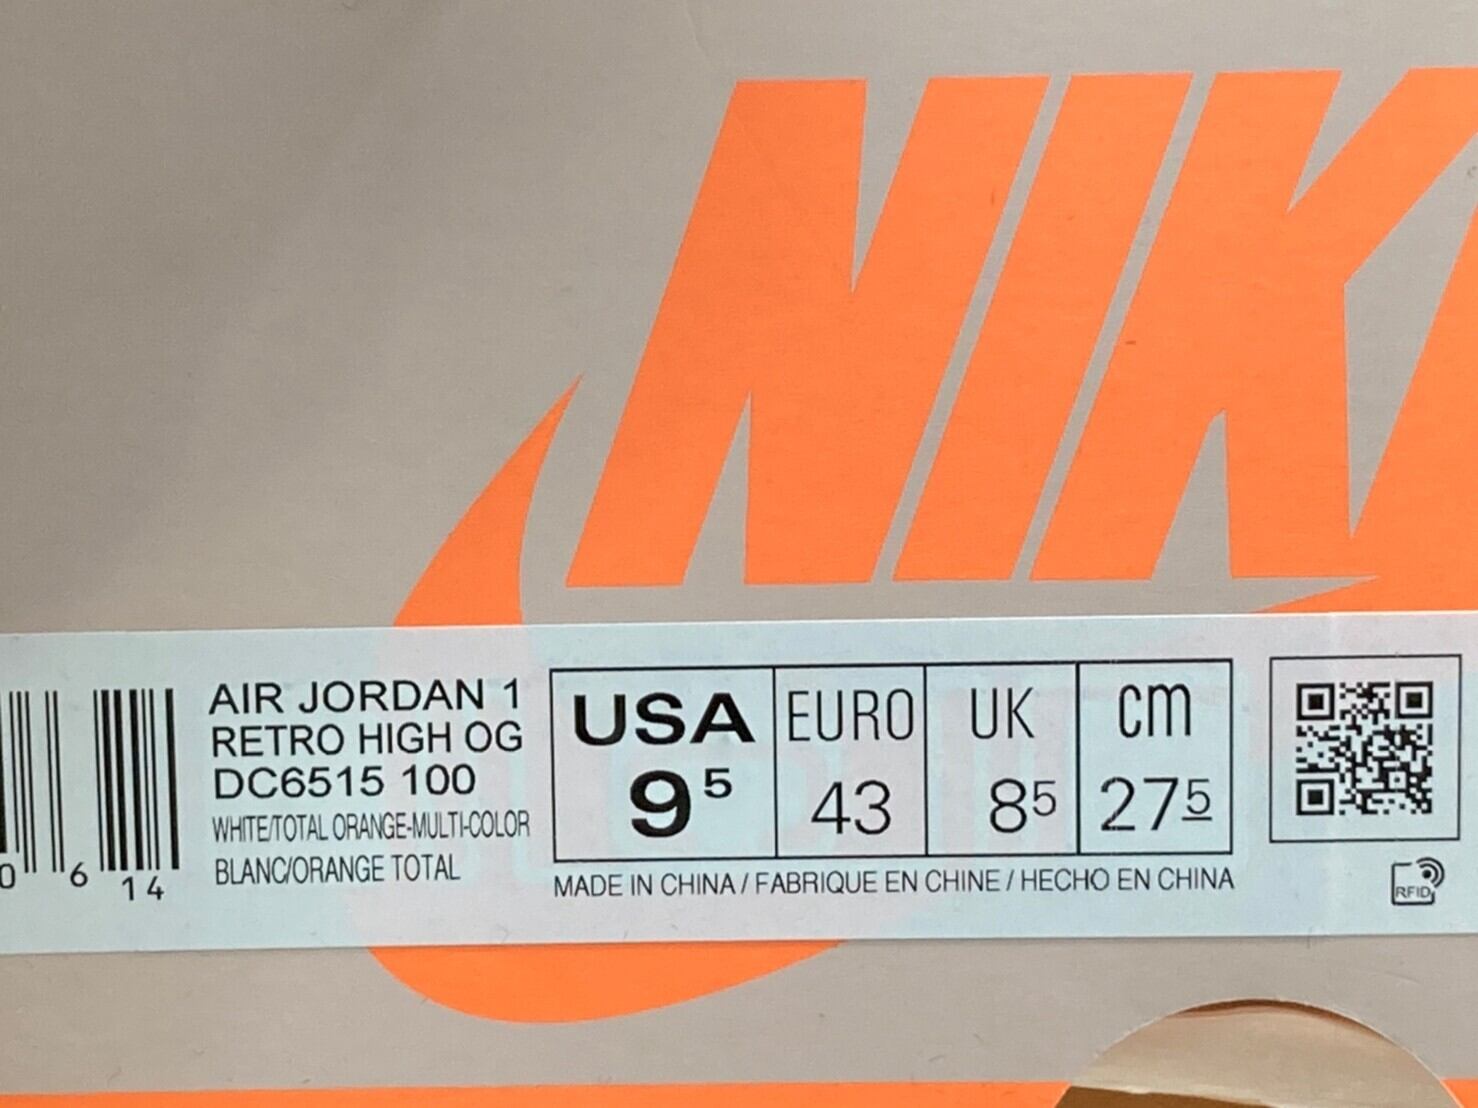 NIK
AIR JORDAN 1
RETRO HIGH OG
DC6515 100
WHITE/TOTAL ORANGE-MULTI-COLOR
BLANC/ORANGE TOTAL
0 6 14
USA EURO UK cm
9 5 43 8 5 27 5
MADE IN CHINA / FABRIQUE EN CHINE / HECHO EN CHINA
RFID